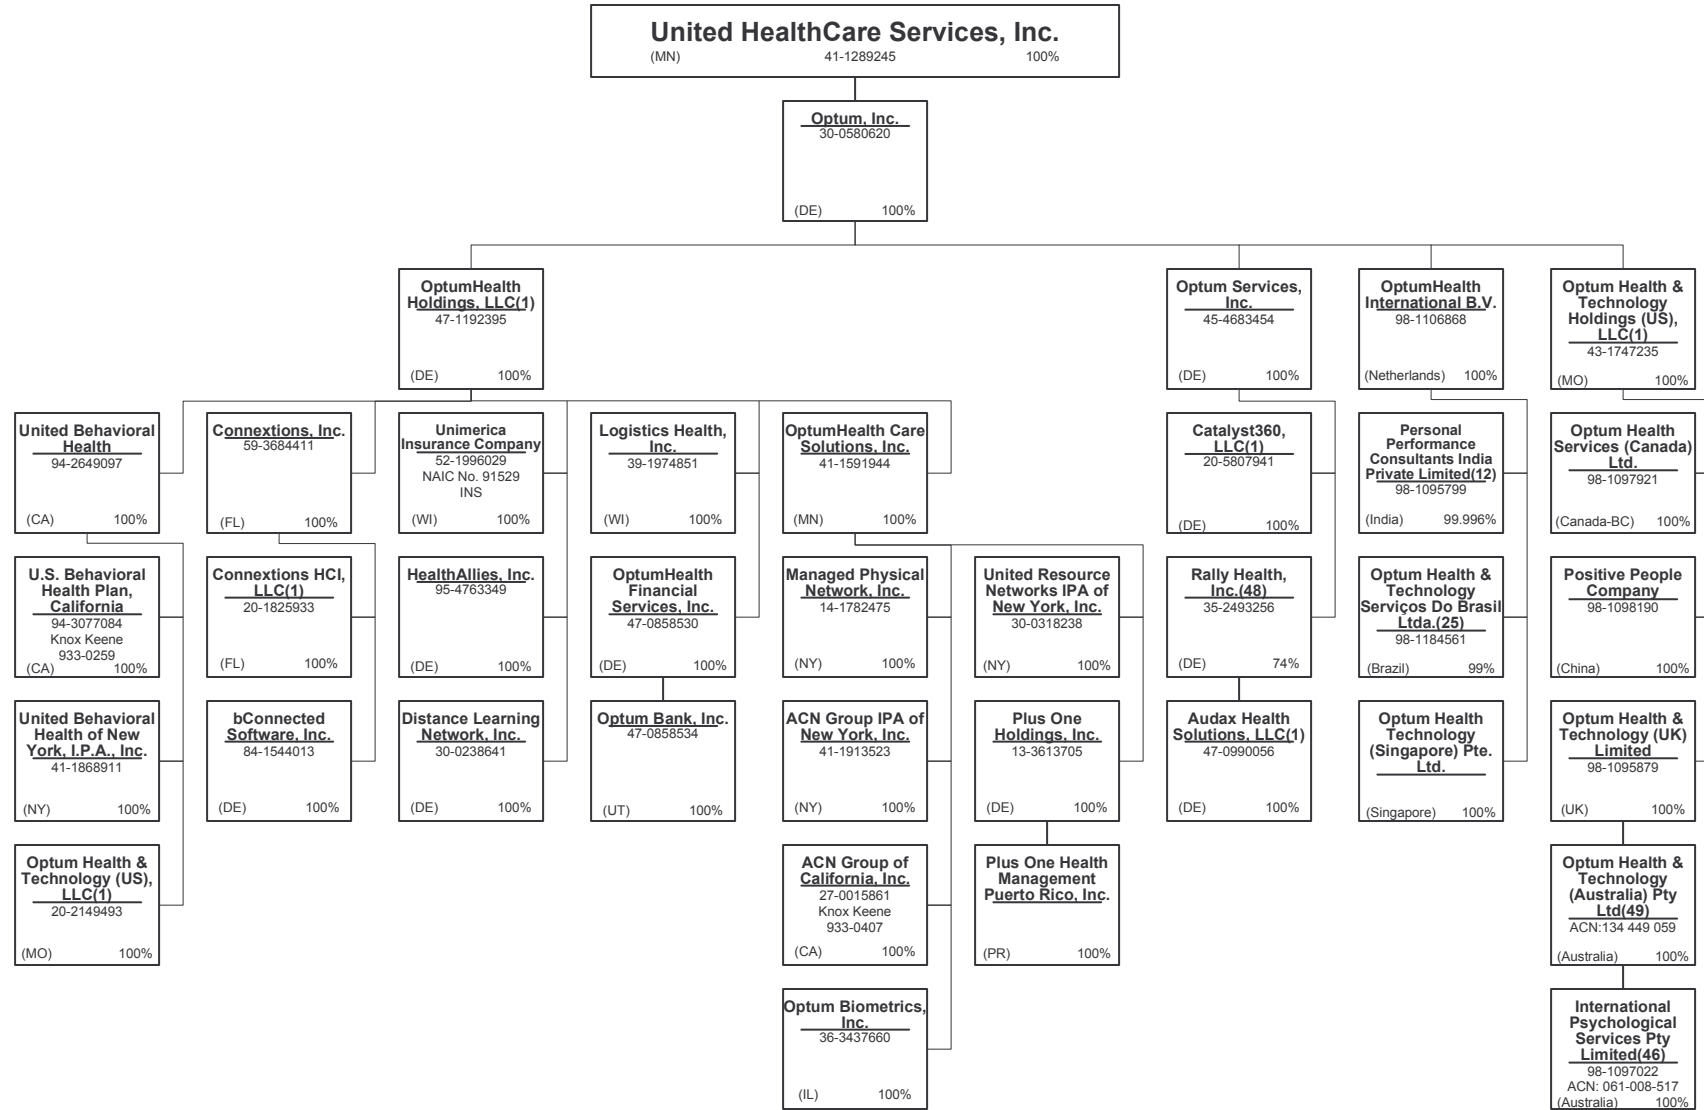 United HealthCare Services, Inc.
(MN) 41-1289245 100%
Optum, Inc.
30-0580620
(DE) 100%
OptumHealth
Holdings, LLC(1)
47-1192395
(DE) 100%
Optum Services,
Inc.
45-4683454
(DE) 100%
OptumHealth
International B.V.
98-1106868
(Netherlands) 100%
Optum Health &
Technology
Holdings (US),
LLC(1)
43-1747235
(MO) 100%
United Behavioral
Health
94-2649097
(CA) 100%
Connextions, Inc.
59-3684411
(FL) 100%
Unimerica
Insurance Company
52-1996029
NAIC No. 91529
INS
(WI) 100%
Logistics Health,
Inc.
39-1974851
(WI) 100%
OptumHealth Care
Solutions, Inc.
41-1591944
(MN) 100%
Catalyst360,
LLC(1)
20-5807941
(DE) 100%
Personal
Performance
Consultants India
Private Limited(12)
98-1095799
(India) 99.996%
Optum Health
Services (Canada)
Ltd.
98-1097921
(Canada-BC) 100%
U.S. Behavioral
Health Plan,
California
94-3077084
Knox Keene
933-0259
(CA) 100%
Connextions HCI,
LLC(1)
20-1825933
(FL) 100%
HealthAllies, Inc.
95-4763349
(DE) 100%
OptumHealth
Financial
Services, Inc.
47-0858530
(DE) 100%
Managed Physical
Network, Inc.
14-1782475
(NY) 100%
United Resource
Networks IPA of
New York, Inc.
30-0318238
(NY) 100%
Rally Health,
Inc.(48)
35-2493256
(DE) 74%
Optum Health &
Technology
Serviços Do Brasil
Ltda.(25)
98-1184561
(Brazil) 99%
Positive People
Company
98-1098190
(China) 100%
United Behavioral
Health of New
York, I.P.A., Inc.
41-1868911
(NY) 100%
bConnected
Software, Inc.
84-1544013
(DE) 100%
Distance Learning
Network, Inc.
30-0238641
(DE) 100%
Optum Bank, Inc.
47-0858534
(UT) 100%
ACN Group IPA of
New York, Inc.
41-1913523
(NY) 100%
Plus One
Holdings, Inc.
13-3613705
(DE) 100%
Audax Health
Solutions, LLC(1)
47-0990056
(DE) 100%
Optum Health
Technology
(Singapore) Pte.
Ltd.
(Singapore) 100%
Optum Health &
Technology (UK)
Limited
98-1095879
(UK) 100%
Optum Health &
Technology (US),
LLC(1)
20-2149493
(MO) 100%
ACN Group of
California, Inc.
27-0015861
Knox Keene
933-0407
(CA) 100%
Plus One Health
Management
Puerto Rico, Inc.
(PR) 100%
Optum Health &
Technology
(Australia) Pty
Ltd(49)
ACN:134 449 059
(Australia) 100%
Optum Biometrics,
Inc.
36-3437660
(IL) 100%
International
Psychological
Services Pty
Limited(46)
98-1097022
ACN: 061-008-517
(Australia) 100%